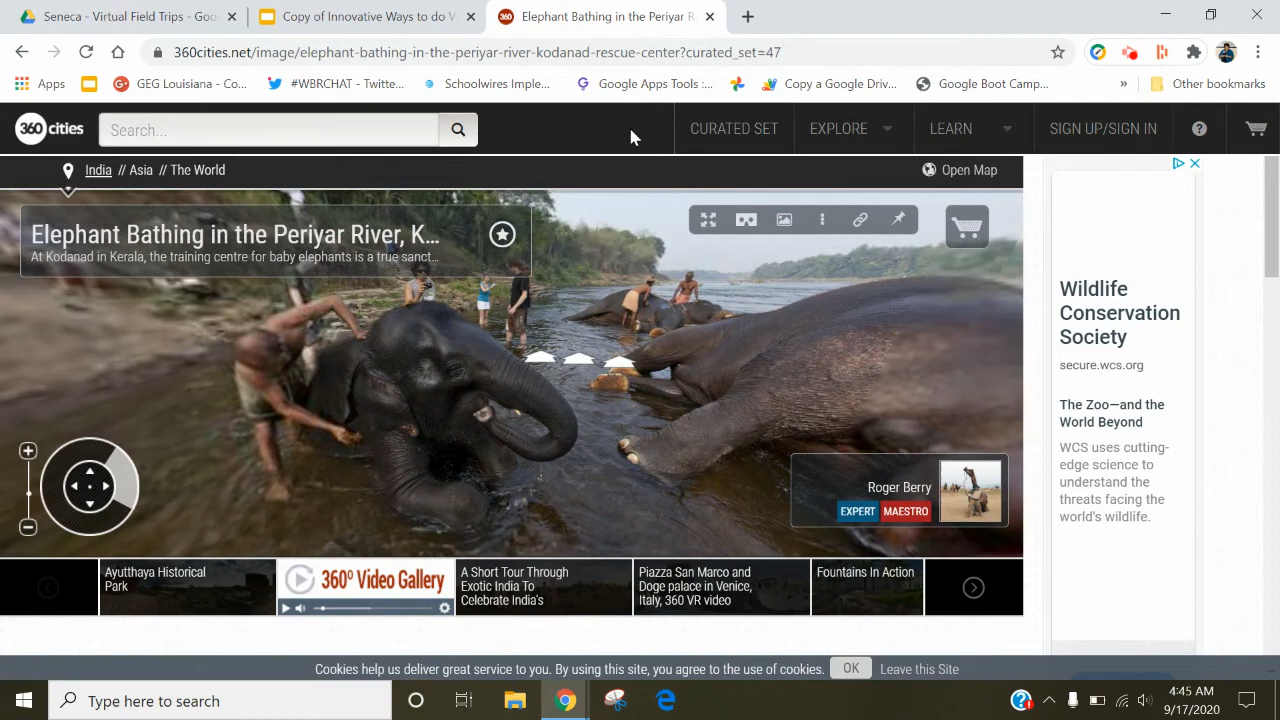 Seneca - Virtual Field Trips - Goo
Copy of Innovative Ways to do V
360
Elephant Bathing in the Periyar R
360cities.net/image/elephant-bathing-in-the-periyar-river-kodanad-rescue-center?curated_set=47
Apps
GEG Louisiana - Co...
#WBRCHAT - Twitte...
Schoolwires Imple...
Google Apps Tools :...
Copy a Google Driv...
Google Boot Camp...
»
Other bookmarks
360 cities
Search...
CURATED SET
EXPLORE
LEARN
SIGN UP/SIGN IN
?
India // Asia // The World
Open Map
Elephant Bathing in the Periyar River, K...
At Kodanad in Kerala, the training centre for baby elephants is a true sanct...
Roger Berry
EXPERT MAESTRO
Ayutthaya Historical
Park
360º Video Gallery
A Short Tour Through
Exotic India To
Celebrate India's
Piazza San Marco and
Doge palace in Venice,
Italy, 360 VR video
Fountains In Action
Wildlife
Conservation
Society
secure.wcs.org
The Zoo—and the
World Beyond
WCS uses cutting-
edge science to
understand the
threats facing the
world's wildlife.
Cookies help us deliver great service to you. By using this site, you agree to the use of cookies.
OK
Leave this Site
Type here to search
4:45 AM
9/17/2020